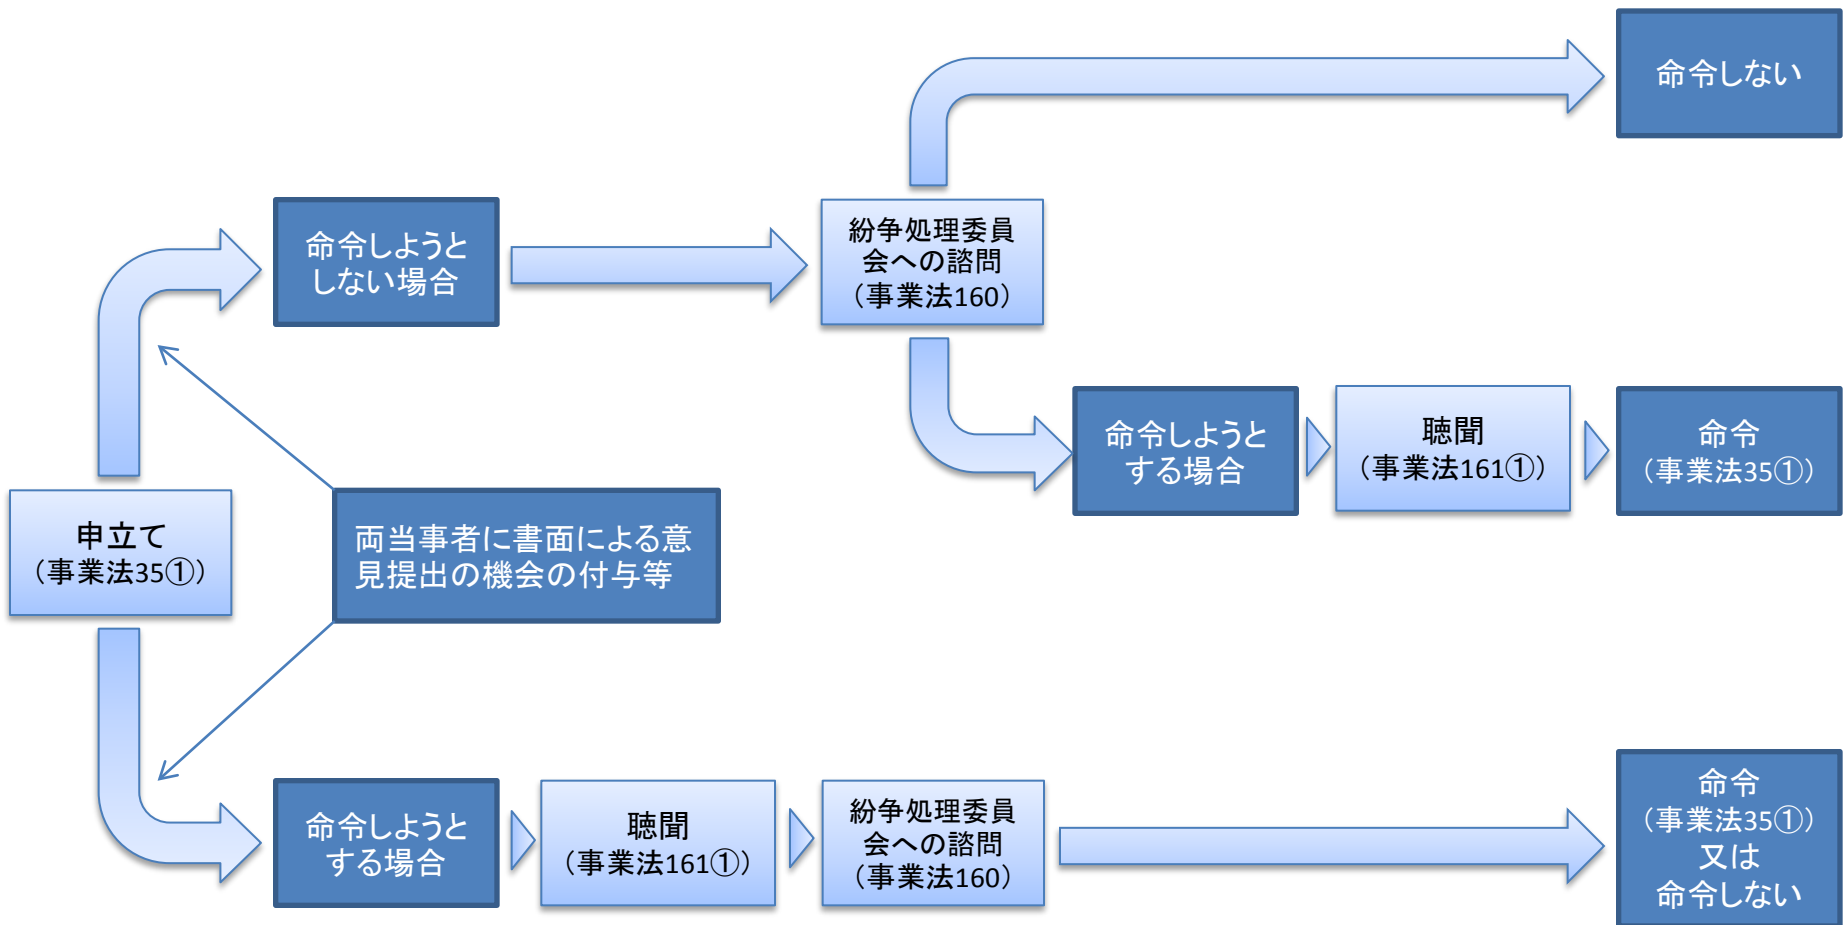 命令しない
命令しようと
しない場合
紛争処理委員
会への諮問
（事業法160）
命令しようと
する場合
聴聞
（事業法161①）
命令
（事業法35①）
申立て
（事業法35①）
両当事者に書面による意
見提出の機会の付与等
命令しようと
する場合
聴聞
（事業法161①）
紛争処理委員
会への諮問
（事業法160）
命令
（事業法35①）
又は
命令しない